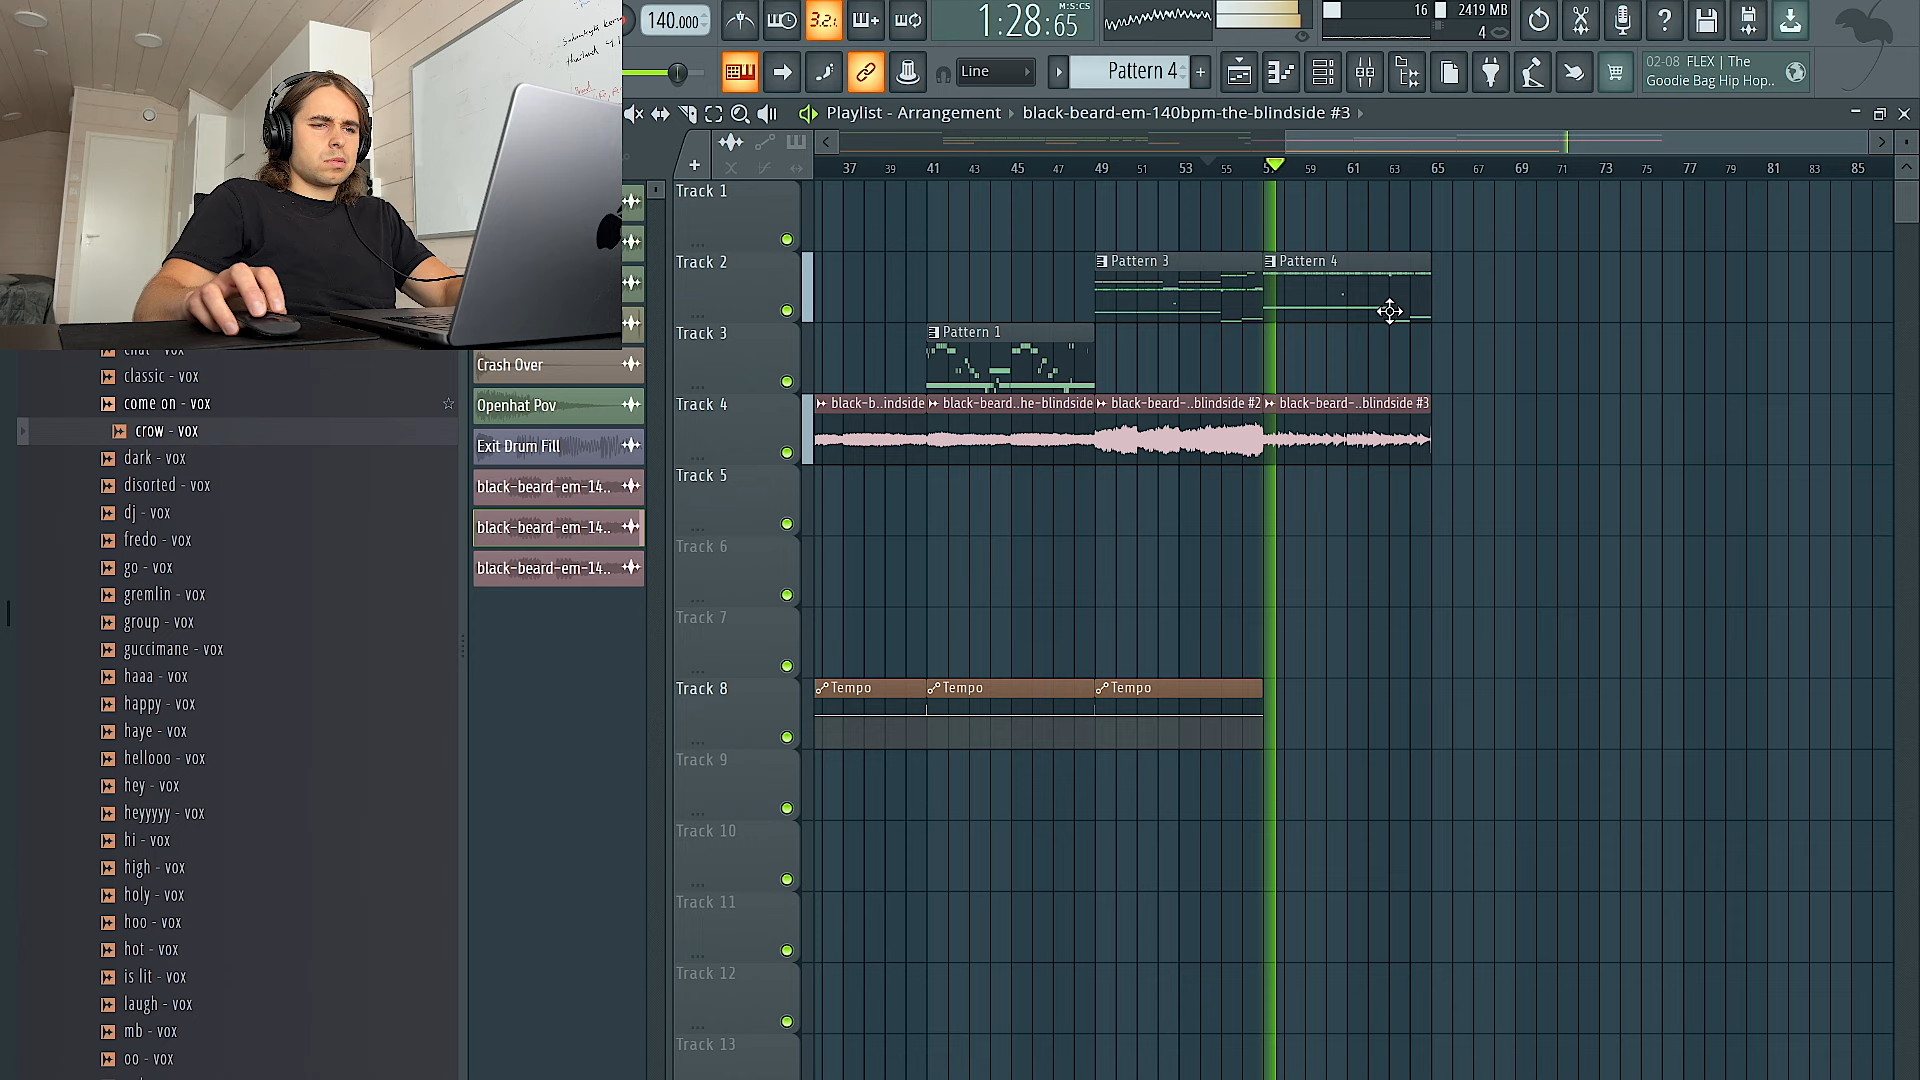 140.000
3.2.
1:28:65
M:S:CS
16
2419 MB
4
Line
Pattern 4
02-08 FLEX | The
Goodie Bag Hip Hop..
Playlist - Arrangement
black-beard-em-140bpm-the-blindside #3
37 39 41 43 45 47 49 51 53 55 59 61 63 65 67 69 71 73 75 77 79 81 83 85
Track 1
Track 2
Pattern 3
Pattern 4
Track 3
Pattern 1
Track 4
black-b..indside
black-beard..he-blindside
black-beard-..blindside #2
black-beard-..blindside #3
Track 5
Track 6
Track 7
Track 8
Tempo
Tempo
Tempo
Track 9
Track 10
Track 11
Track 12
Track 13
Crash Over
Openhat Pov
Exit Drum Fill
black-beard-em-14..
black-beard-em-14..
black-beard-em-14..
chat - vox
classic - vox
come on - vox
crow - vox
dark - vox
disorted - vox
dj - vox
fredo - vox
go - vox
gremlin - vox
group - vox
guccimane - vox
haaa - vox
happy - vox
haye - vox
hellooo - vox
hey - vox
heyyyyy - vox
hi - vox
high - vox
holy - vox
hoo - vox
hot - vox
is lit - vox
laugh - vox
mb - vox
oo - vox